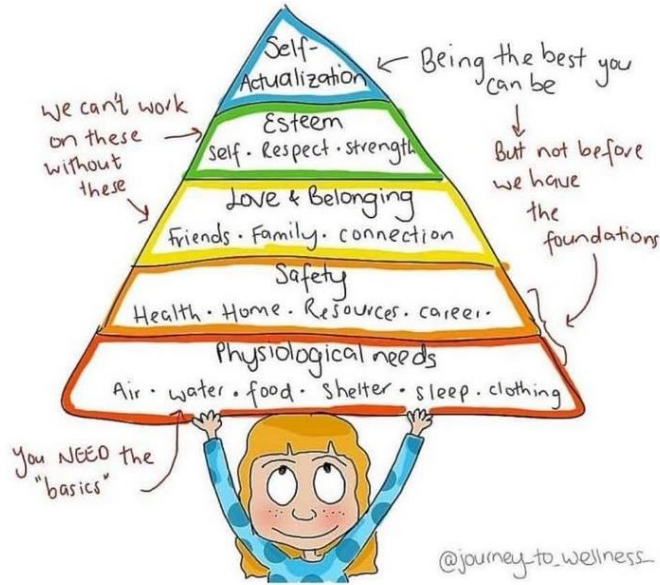 Self-
Actualization
Being the best you
can be
we can't work
on these
without
these
Esteem
Self. Respect. strength
But not before
we have
the
foundations
Love & Belonging
Friends. Family. connection
Safety
Health. Home. Resources. career.
Physiological needs
Air. water. food. Shelter. sleep. clothing
You NEED the
"basics"
@journey_to_wellness_